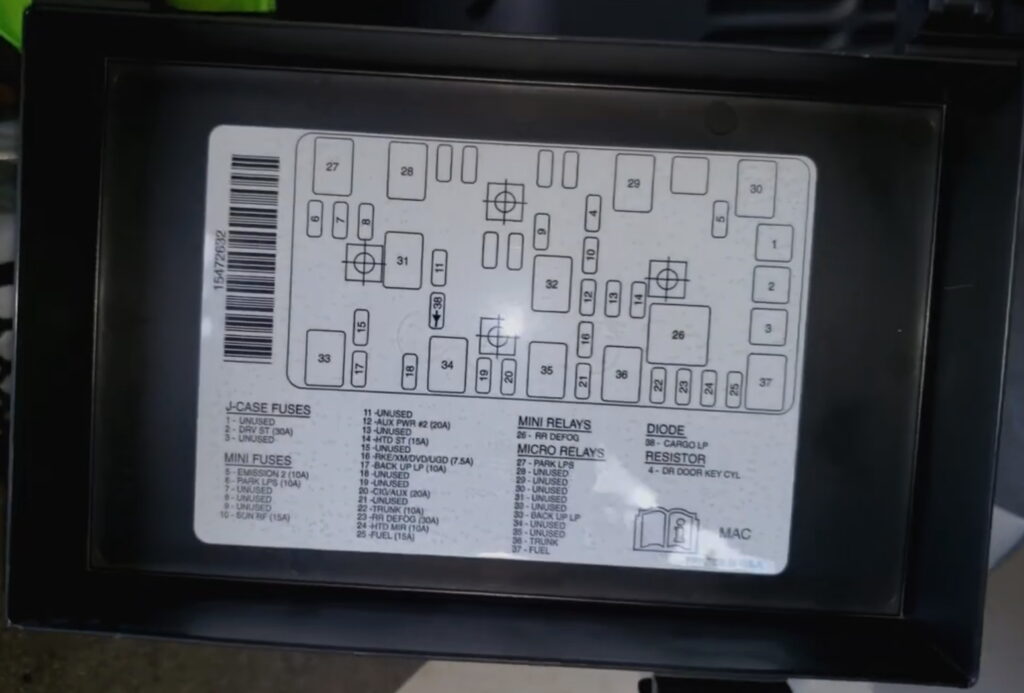 15472632
27
28
29
30
6
7
8
9
4
5
1
31
11
10
32
12
13
14
2
38
15
16
26
3
33
17
18
34
19
20
35
21
36
22
23
24
25
37
J-CASE FUSES
1 - UNUSED
2 - DRV ST (30A)
3 - UNUSED
MINI FUSES
5 - EMISSION 2 (10A)
6 - PARK LPS (10A)
7 - UNUSED
8 - UNUSED
9 - UNUSED
10 - SUN RF (15A)
11 -UNUSED
12 -AUX PWR #2 (20A)
13 -UNUSED
14 -HTD ST (15A)
15 -UNUSED
16 -RKE/XM/DVD/UGD (7.5A)
17 -BACK UP LP (10A)
18 -UNUSED
19 -UNUSED
20 -CIG/AUX (20A)
21 -UNUSED
22 -TRUNK (10A)
23 -RR DEFOG (30A)
24 -HTD MIR (10A)
25 -FUEL (15A)
MINI RELAYS
26 - RR DEFOG
MICRO RELAYS
27 - PARK LPS
28 - UNUSED
29 - UNUSED
30 - UNUSED
31 - UNUSED
32 - UNUSED
33 - BACK UP LP
34 - UNUSED
35 - UNUSED
36 - TRUNK
37 - FUEL
DIODE
38 - CARGO LP
RESISTOR
4 - DR DOOR KEY CYL
MAC